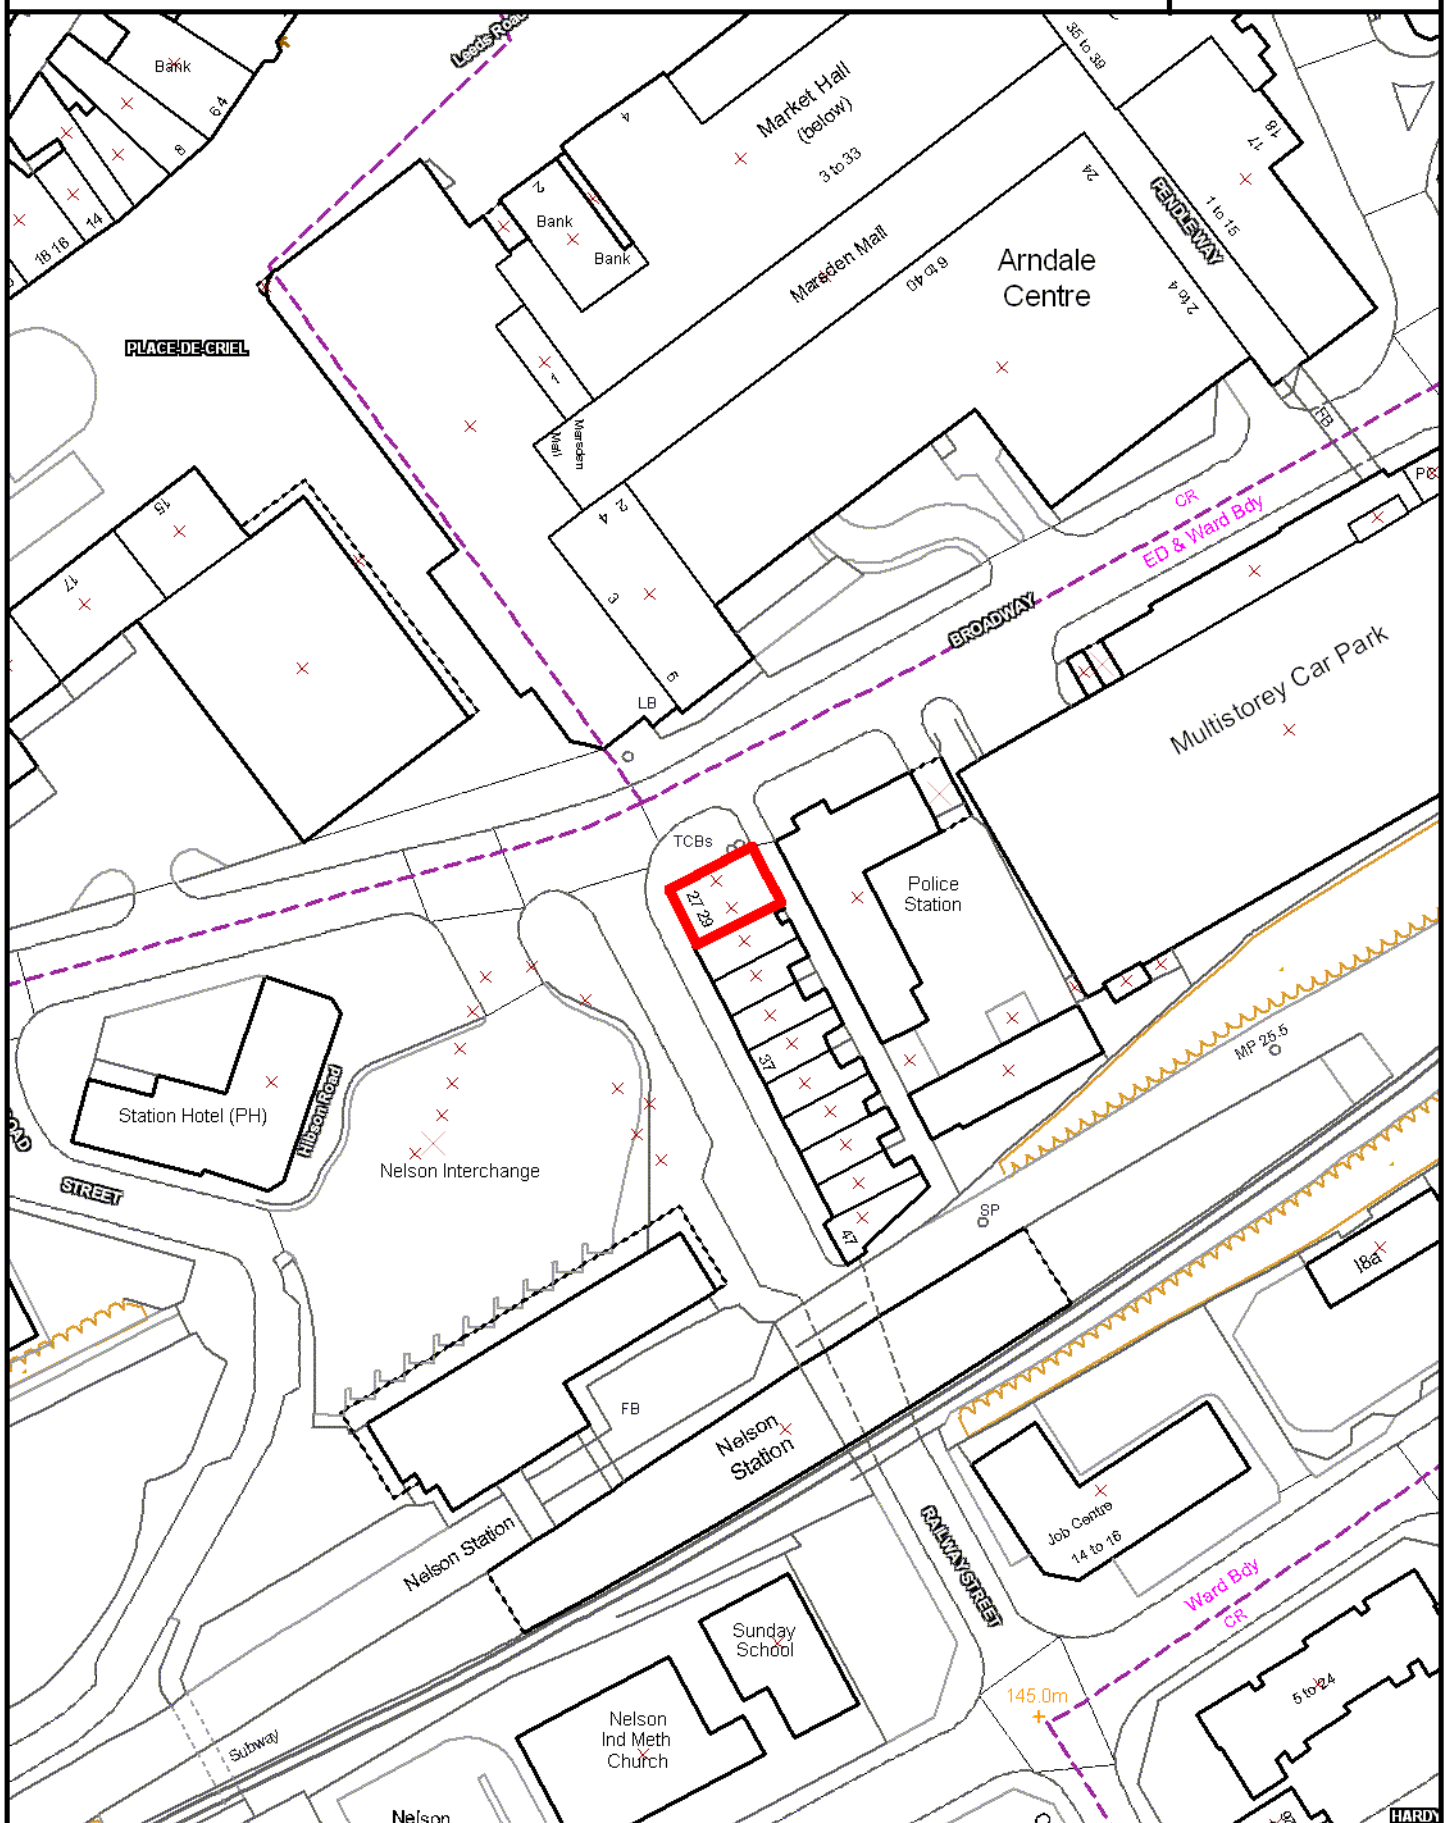 Leeds Road
Bank
6 4
8
14
18 16
35 to 39
Market Hall
(below)
4
3 to 33
2
Bank
Bank
18
17
24
PENDLE WAY
1 to 15
Marsden Mall
6 to 40
Arndale
Centre
2 to 4
PLACE-DE-CRIEL
1
Marsden
Mall
FB
CR
ED & Ward Bdy
15
17
2 4
3
5
BROADWAY
LB
Multistorey Car Park
TCBs
27 29
Police
Station
37
MP 25.5
Station Hotel (PH)
Hibson Road
Nelson Interchange
STREET
SP
47
18a
FB
Nelson
Station
Nelson Station
Job Centre
14 to 16
RAILWAY STREET
Ward Bdy
CR
Sunday
School
145.0m
5 to 24
Nelson
Ind Meth
Church
Subway
Nelson
HARDY